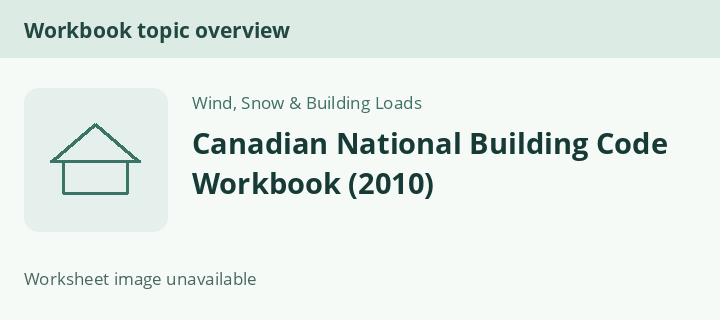 Workbook topic overview
Wind, Snow & Building Loads
Canadian National Building Code
Workbook (2010)
Worksheet image unavailable